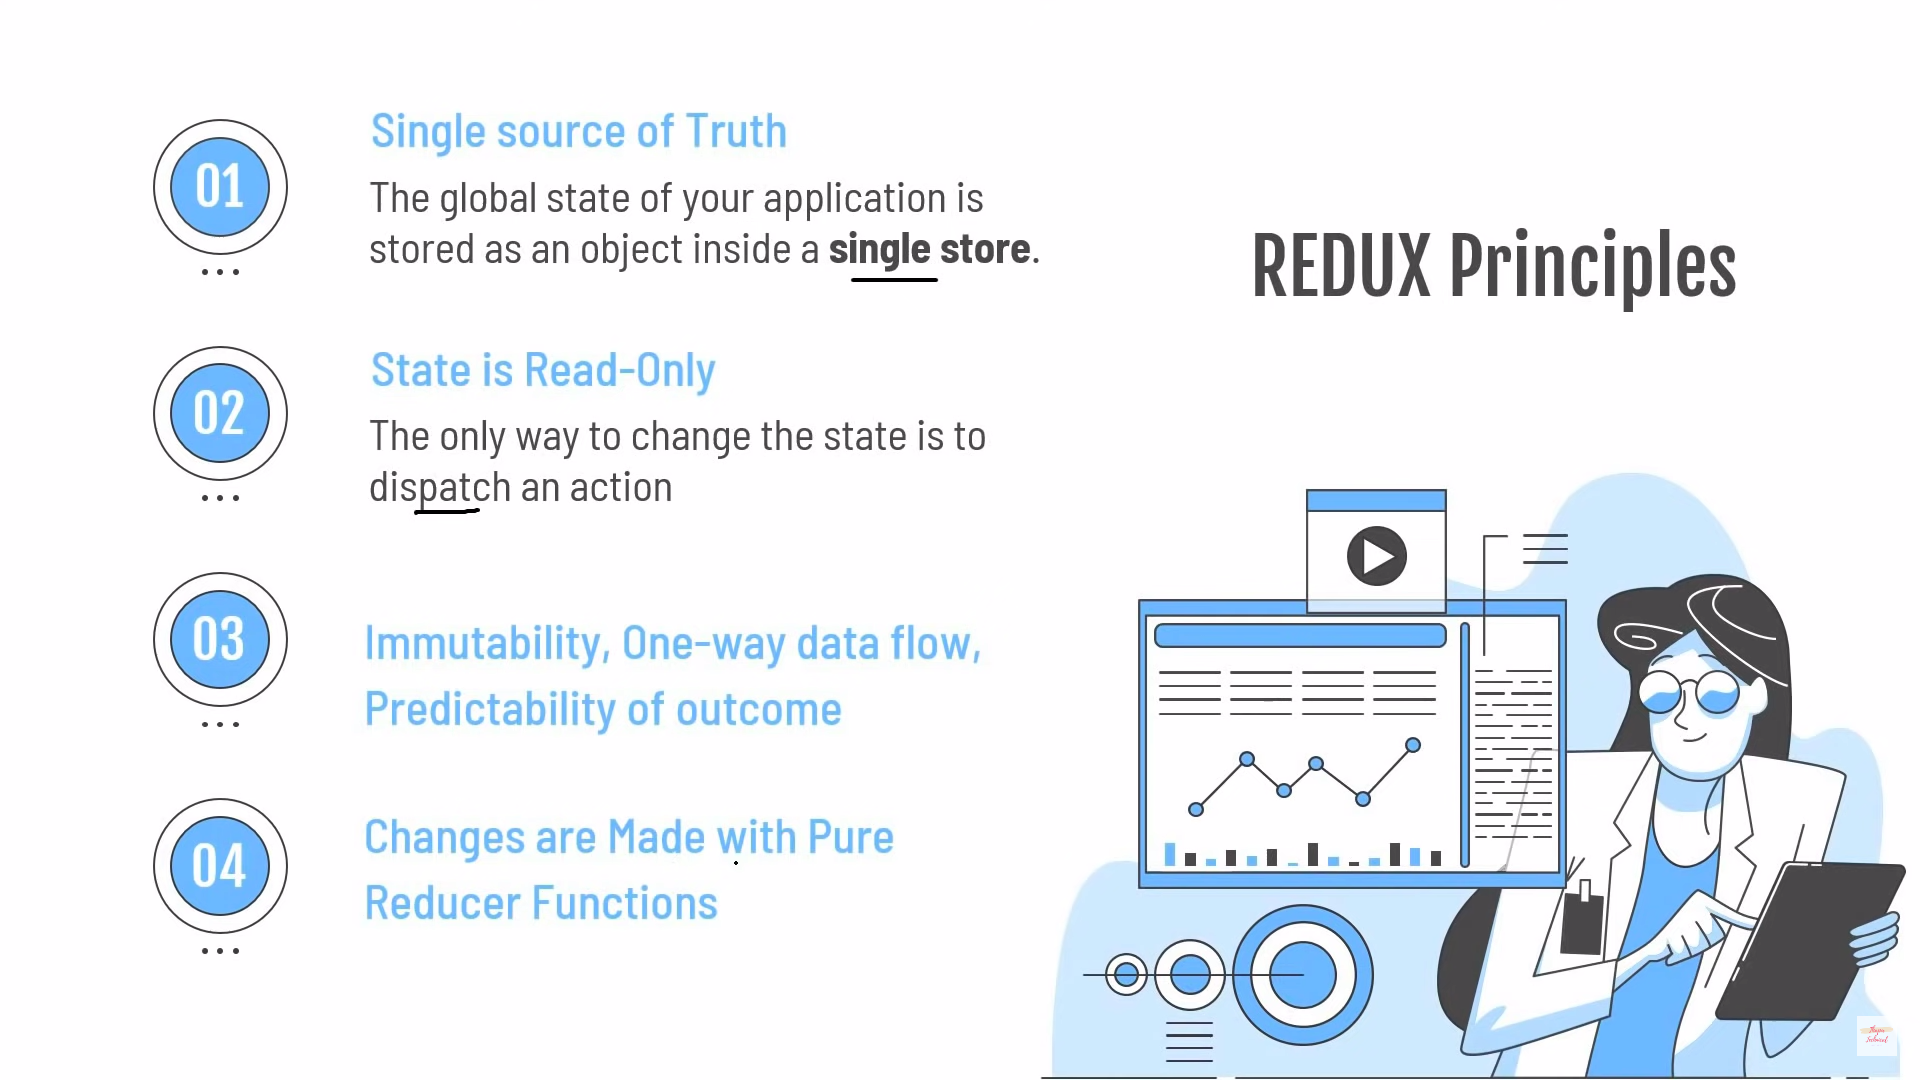 01
Single source of Truth
The global state of your application is
stored as an object inside a single store.
REDUX Principles
02
State is Read-Only
The only way to change the state is to
dispatch an action
03
Immutability, One-way data flow,
Predictability of outcome
04
Changes are Made with Pure
Reducer Functions